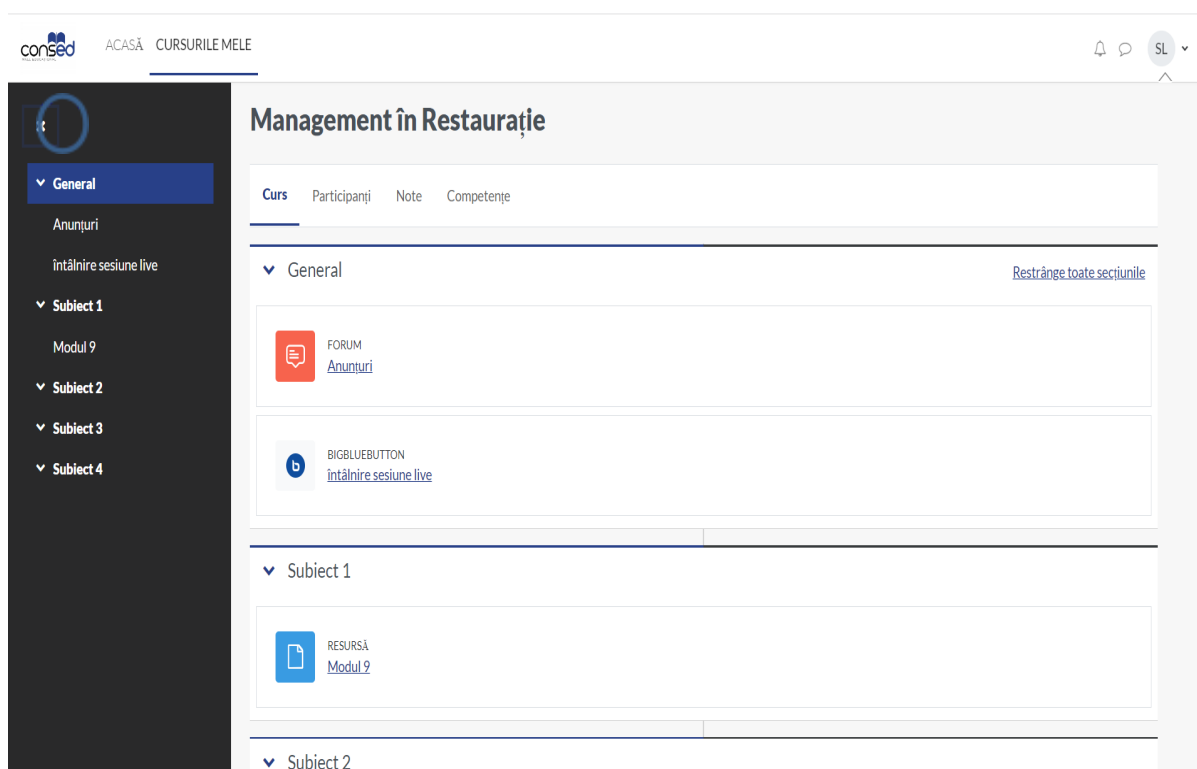 consed
ACASĂ CURSURILE MELE
SL
Management în Restaurație
General
Anunțuri
întâlnire sesiune live
Subiect 1
Modul 9
Subiect 2
Subiect 3
Subiect 4
Curs Participanți Note Competențe
General
Restrânge toate secțiunile
FORUM
Anunțuri
BIGBLUEBUTTON
întâlnire sesiune live
Subiect 1
RESURSĂ
Modul 9
Subiect 2